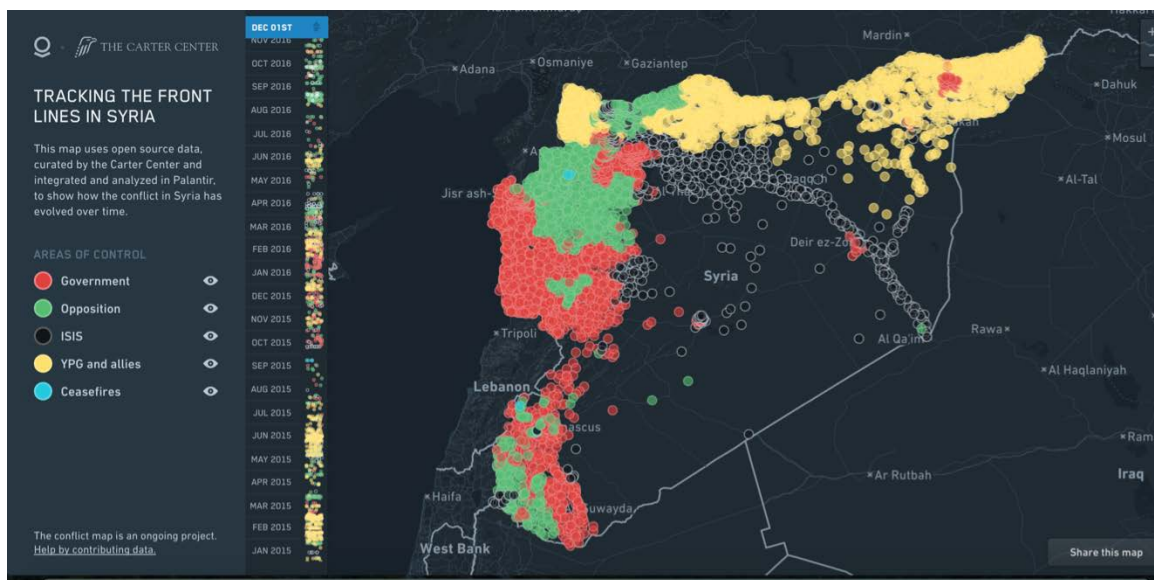 THE CARTER CENTER
TRACKING THE FRONT
LINES IN SYRIA
This map uses open source data,
curated by the Carter Center and
integrated and analyzed in Palantir,
to show how the conflict in Syria has
evolved over time.
AREAS OF CONTROL
Government
Opposition
ISIS
YPG and allies
Ceasefires
The conflict map is an ongoing project.
Help by contributing data.
DEC 01ST
NOV 2016
OCT 2016
SEP 2016
AUG 2016
JUL 2016
JUN 2016
MAY 2016
APR 2016
MAR 2016
FEB 2016
JAN 2016
DEC 2015
NOV 2015
OCT 2015
SEP 2015
AUG 2015
JUL 2015
JUN 2015
MAY 2015
APR 2015
MAR 2015
FEB 2015
JAN 2015
Mardin
Adana
Osmaniye
Gaziantep
Dahuk
Mosul
Al-Tal
Jisr ash-
Deir ez-Zor
Syria
Tripoli
Al Qa'im
Rawa
Al Haqlaniyah
Lebanon
ascus
Ram
Ar Rutbah
Iraq
Haifa
uwayda
West Bank
Share this map